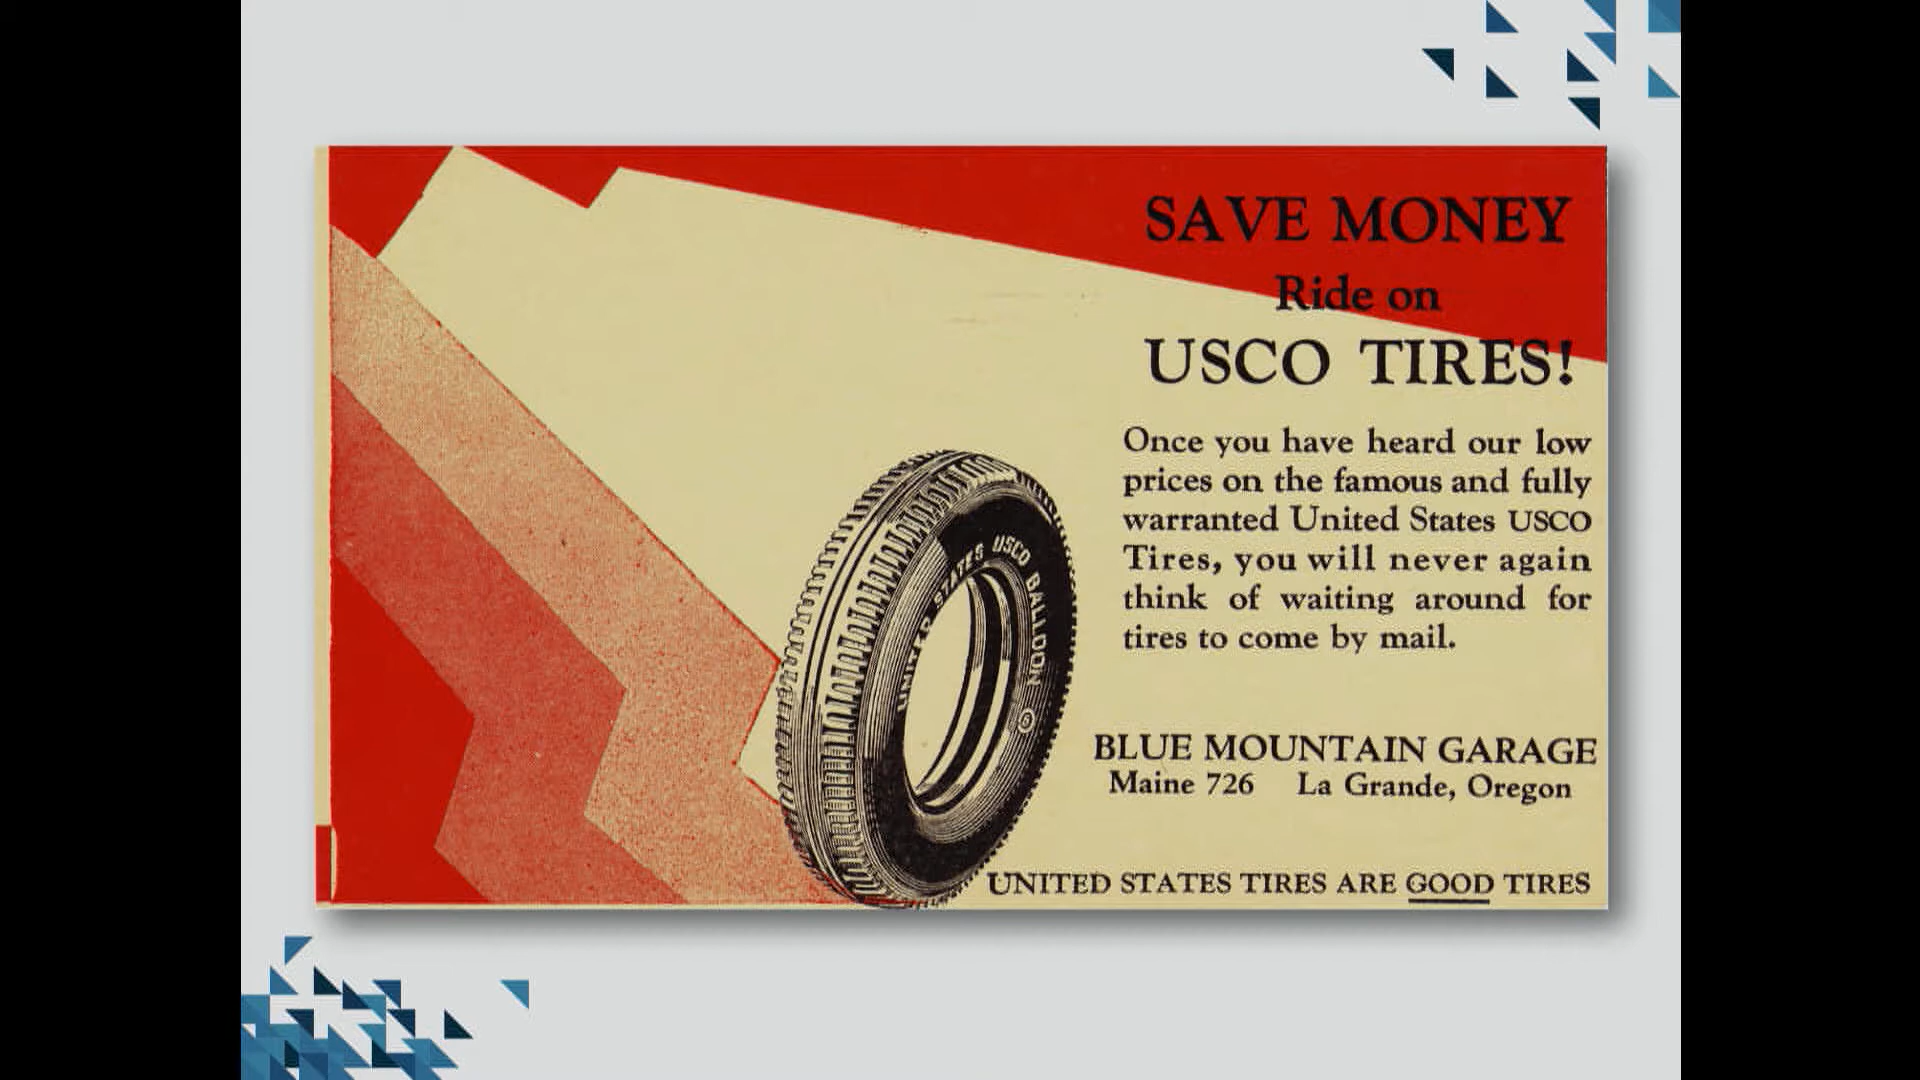 SAVE MONEY
Ride on
USCO TIRES!
Once you have heard our low
prices on the famous and fully
warranted United States USCO
Tires, you will never again
think of waiting around for
tires to come by mail.
UNITED STATES USCO BALLOON
BLUE MOUNTAIN GARAGE
Maine 726 La Grande, Oregon
UNITED STATES TIRES ARE GOOD TIRES